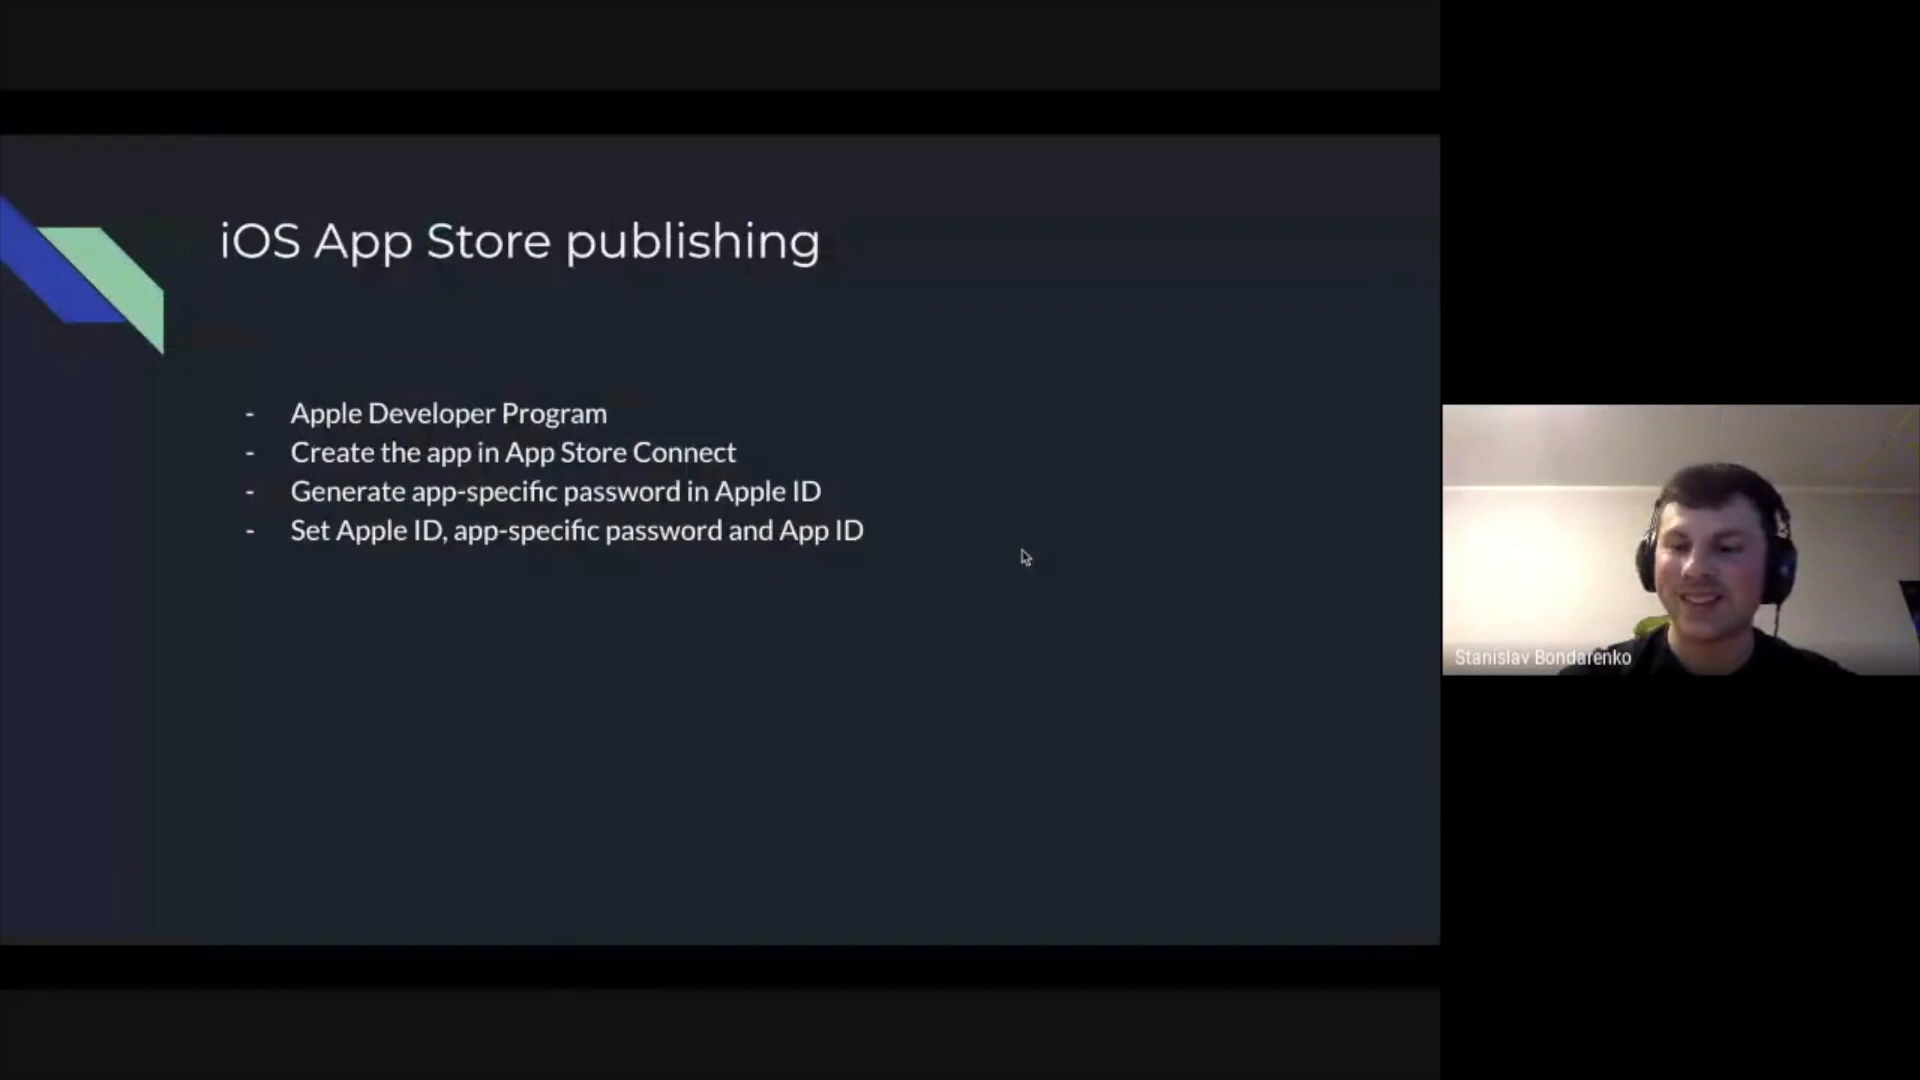 iOS App Store publishing
- Apple Developer Program
- Create the app in App Store Connect
- Generate app-specific password in Apple ID
- Set Apple ID, app-specific password and App ID
Stanislav Bondarenko